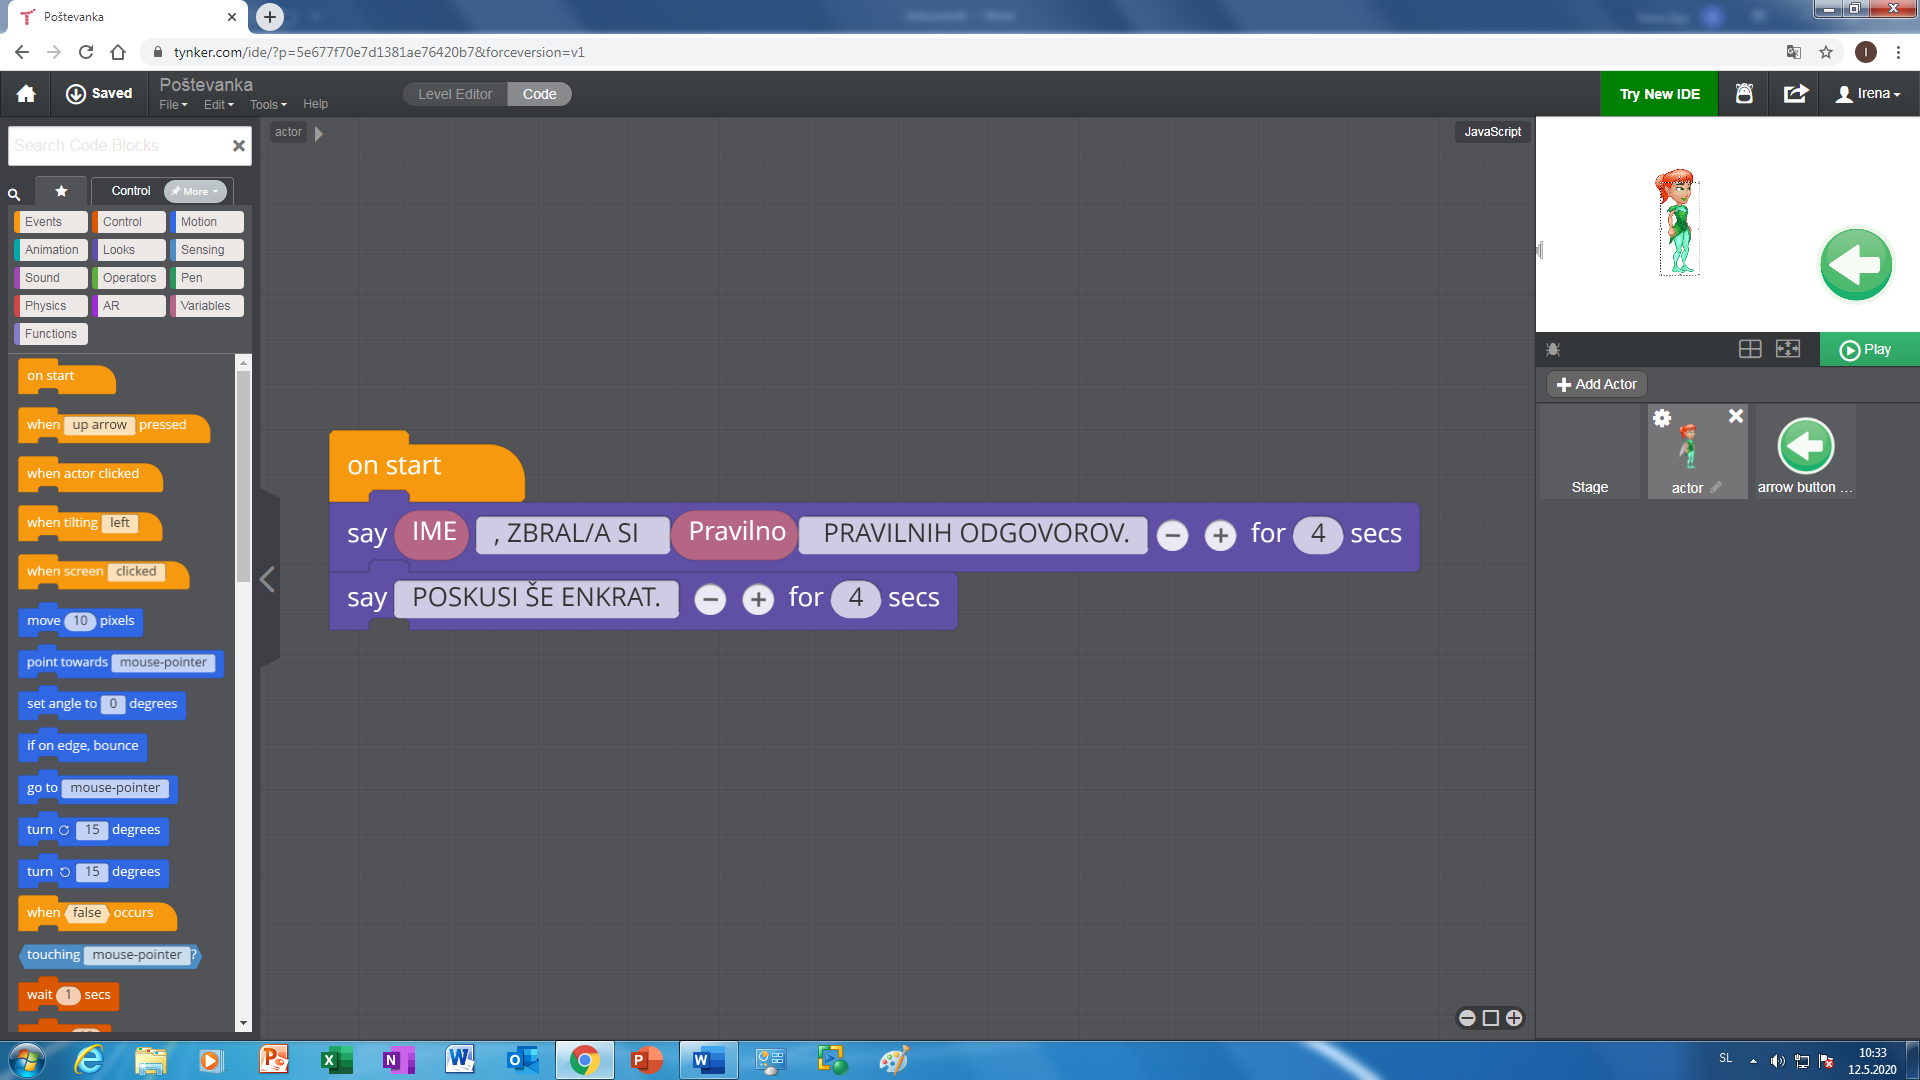 Poštevanka
tynker.com/ide/?p=5e677f70e7d1381ae76420b7&forceversion=v1
I
Saved
Poštevanka
File Edit Tools Help
Level Editor Code
Try New IDE
Irena
Search Code Blocks
Control More
Events Control Motion
Animation Looks Sensing
Sound Operators Pen
Physics AR Variables
Functions
on start
when up arrow pressed
when actor clicked
when tilting left
when screen clicked
move 10 pixels
point towards mouse-pointer
set angle to 0 degrees
if on edge, bounce
go to mouse-pointer
turn 15 degrees
turn 15 degrees
when false occurs
touching mouse-pointer ?
wait 1 secs
actor
JavaScript
on start
say IME , ZBRAL/A SI Pravilno PRAVILNIH ODGOVOROV. for 4 secs
say POSKUSI ŠE ENKRAT. for 4 secs
Play
Add Actor
Stage
actor
arrow button ...
SL
10:33
12.5.2020